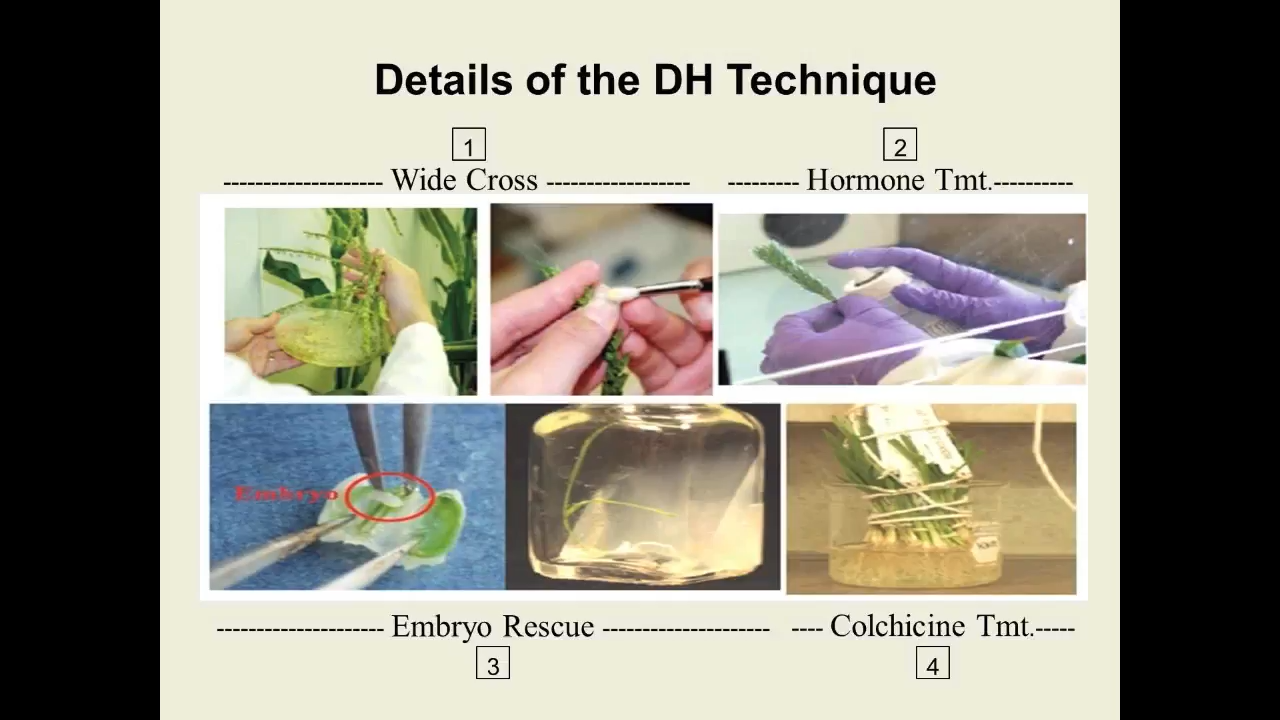 Details of the DH Technique
1
2
------------------- Wide Cross -----------------
--------- Hormone Tmt.----------
Embryo
-------------------- Embryo Rescue --------------------
---- Colchicine Tmt.-----
3
4